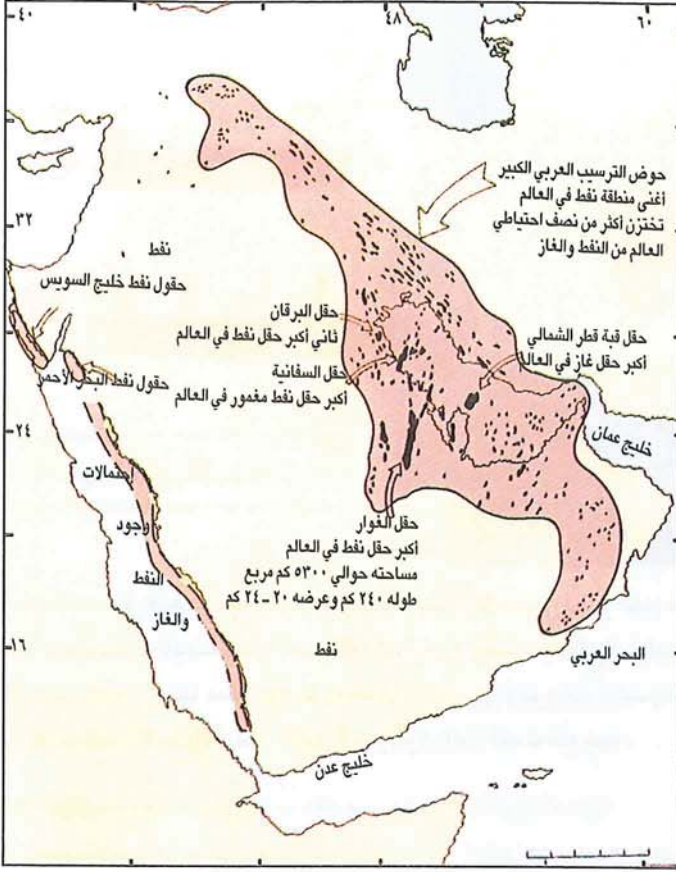 ٤٠
٤٨
٦٠
حوض الترسيب العربي الكبير
أغنى منطقة نفط في العالم
تختزن أكثر من نصف احتياطي
العالم من النفط والغاز
٣٢
نفط
حقول نفط خليج السويس
حقل البرقان
ثاني أكبر حقل نفط في العالم
حقل قبة قطر الشمالي
أكبر حقل غاز في العالم
حقل السفانية
أكبر حقل نفط مغمور في العالم
حقول نفط البحر الأحمر
٢٤
خليج عمان
إحتمالات
وجود
النفط
والغاز
حقل الغوار
أكبر حقل نفط في العالم
مساحته حوالي ٥٣٠٠ كم مربع
طوله ٢٤٠ كم وعرضه ٢٠ – ٢٤ كم
١٦
نفط
البحر العربي
خليج عدن